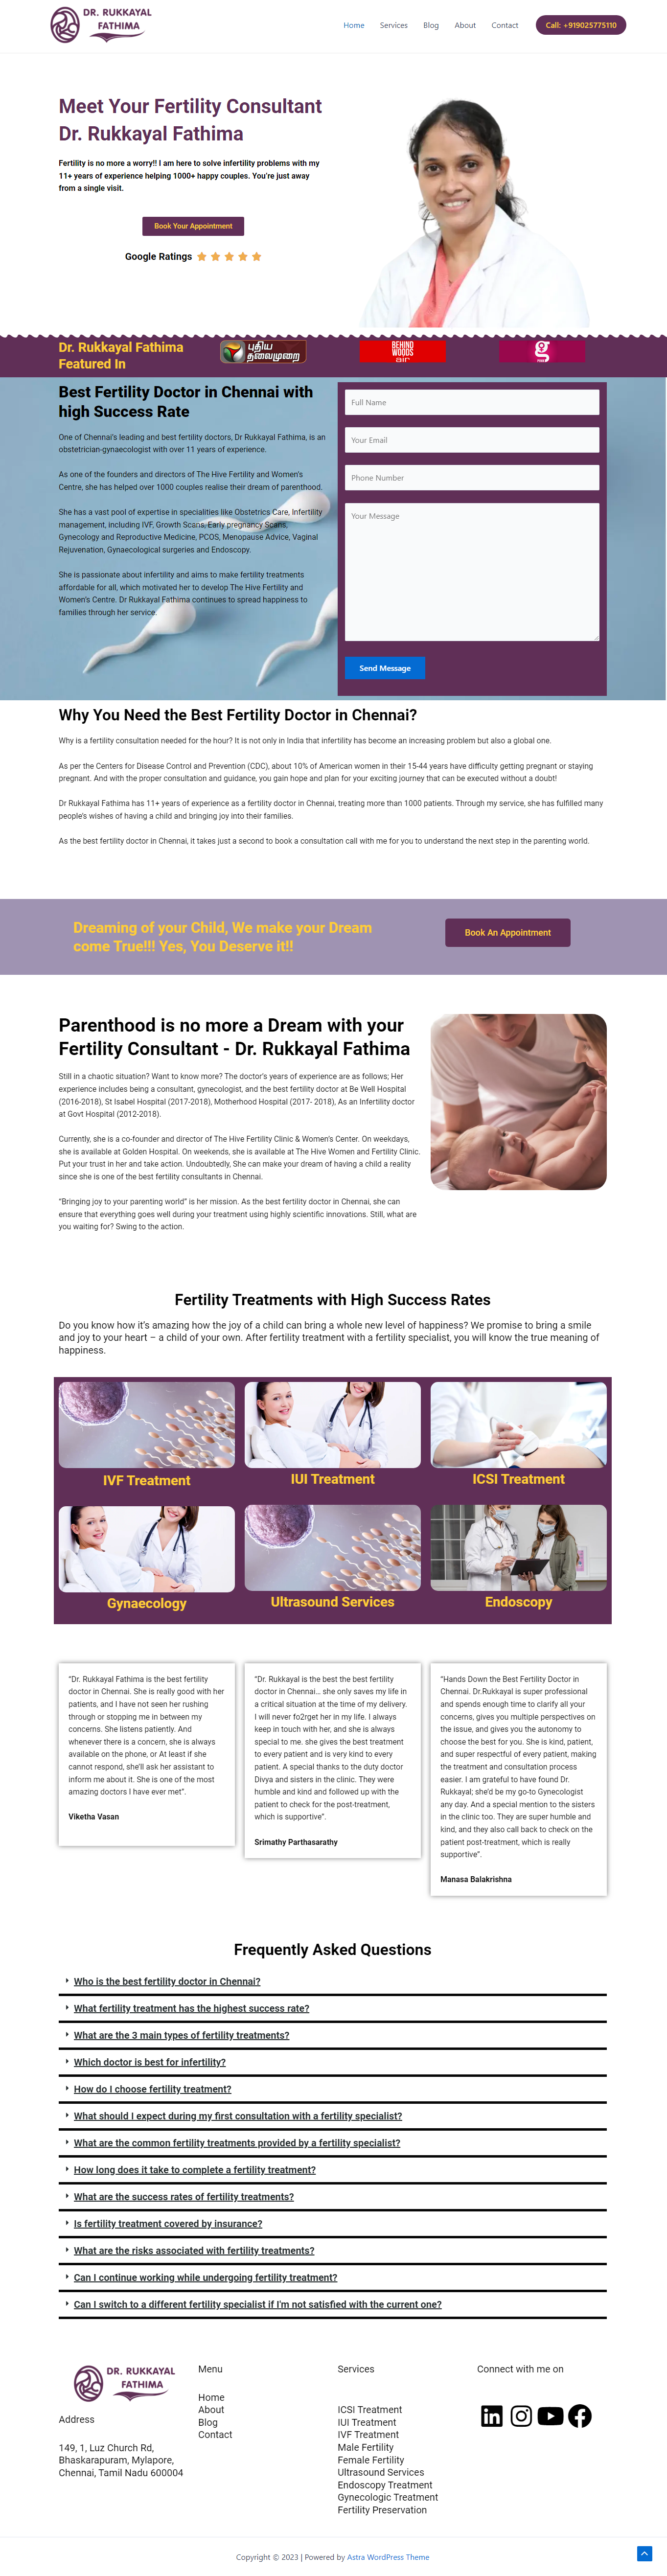 DR. RUKKAYAL
FATHIMA
Home
Services
Blog
About
Contact
Call: +919025775110
Meet Your Fertility Consultant
Dr. Rukkayal Fathima
Fertility is no more a worry!! I am here to solve infertility problems with my
11+ years of experience helping 1000+ happy couples. You're just away
from a single visit.
Book Your Appointment
Google Ratings
Dr. Rukkayal Fathima
Featured In
புதிய
தலைமுறை
BEHIND
WOODS
air
g
Best Fertility Doctor in Chennai with
high Success Rate
One of Chennai's leading and best fertility doctors, Dr Rukkayal Fathima, is an
obstetrician-gynaecologist with over 11 years of experience.
As one of the founders and directors of The Hive Fertility and Women's
Centre, she has helped over 1000 couples realise their dream of parenthood.
She has a vast pool of expertise in specialities like Obstetrics Care, Infertility
management, including IVF, Growth Scans, Early pregnancy Scans,
Gynecology and Reproductive Medicine, PCOS, Menopause Advice, Vaginal
Rejuvenation, Gynaecological surgeries and Endoscopy.
She is passionate about infertility and aims to make fertility treatments
affordable for all, which motivated her to develop The Hive Fertility and
Women's Centre. Dr Rukkayal Fathima continues to spread happiness to
families through her service.
Full Name
Your Email
Phone Number
Your Message
Send Message
Why You Need the Best Fertility Doctor in Chennai?
Why is a fertility consultation needed for the hour? It is not only in India that infertility has become an increasing problem but also a global one.
As per the Centers for Disease Control and Prevention (CDC), about 10% of American women in their 15-44 years have difficulty getting pregnant or staying
pregnant. And with the proper consultation and guidance, you gain hope and plan for your exciting journey that can be executed without a doubt!
Dr Rukkayal Fathima has 11+ years of experience as a fertility doctor in Chennai, treating more than 1000 patients. Through my service, she has fulfilled many
people's wishes of having a child and bringing joy into their families.
As the best fertility doctor in Chennai, it takes just a second to book a consultation call with me for you to understand the next step in the parenting world.
Dreaming of your Child, We make your Dream
come True!!! Yes, You Deserve it!!
Book An Appointment
Parenthood is no more a Dream with your
Fertility Consultant - Dr. Rukkayal Fathima
Still in a chaotic situation? Want to know more? The doctor's years of experience are as follows; Her
experience includes being a consultant, gynecologist, and the best fertility doctor at Be Well Hospital
(2016-2018), St Isabel Hospital (2017-2018), Motherhood Hospital (2017- 2018), As an Infertility doctor
at Govt Hospital (2012-2018).
Currently, she is a co-founder and director of The Hive Fertility Clinic & Women's Center. On weekdays,
she is available at Golden Hospital. On weekends, she is available at The Hive Women and Fertility Clinic.
Put your trust in her and take action. Undoubtedly, She can make your dream of having a child a reality
since she is one of the best fertility consultants in Chennai.
"Bringing joy to your parenting world" is her mission. As the best fertility doctor in Chennai, she can
ensure that everything goes well during your treatment using highly scientific innovations. Still, what are
you waiting for? Swing to the action.
Fertility Treatments with High Success Rates
Do you know how it's amazing how the joy of a child can bring a whole new level of happiness? We promise to bring a smile
and joy to your heart – a child of your own. After fertility treatment with a fertility specialist, you will know the true meaning of
happiness.
IVF Treatment
IUI Treatment
ICSI Treatment
Gynaecology
Ultrasound Services
Endoscopy
"Dr. Rukkayal Fathima is the best fertility
doctor in Chennai. She is really good with her
patients, and I have not seen her rushing
through or stopping me in between my
concerns. She listens patiently. And
whenever there is a concern, she is always
available on the phone, or At least if she
cannot respond, she'll ask her assistant to
inform me about it. She is one of the most
amazing doctors I have ever met".
Viketha Vasan
"Dr. Rukkayal is the best the best fertility
doctor in Chennai... she only saves my life in
a critical situation at the time of my delivery.
I will never fo2rget her in my life. I always
keep in touch with her, and she is always
special to me. she gives the best treatment
to every patient and is very kind to every
patient. A special thanks to the duty doctor
Divya and sisters in the clinic. They were
humble and kind and followed up with the
patient to check for the post-treatment,
which is supportive".
Srimathy Parthasarathy
"Hands Down the Best Fertility Doctor in
Chennai. Dr.Rukkayal is super professional
and spends enough time to clarify all your
concerns, gives you multiple perspectives on
the issue, and gives you the autonomy to
choose the best for you. She is kind, patient,
and super respectful of every patient, making
the treatment and consultation process
easier. I am grateful to have found Dr.
Rukkayal; she'd be my go-to Gynecologist
any day. And a special mention to the sisters
in the clinic too. They are super humble and
kind, and they also call back to check on the
patient post-treatment, which is really
supportive".
Manasa Balakrishna
Frequently Asked Questions
Who is the best fertility doctor in Chennai?
What fertility treatment has the highest success rate?
What are the 3 main types of fertility treatments?
Which doctor is best for infertility?
How do I choose fertility treatment?
What should I expect during my first consultation with a fertility specialist?
What are the common fertility treatments provided by a fertility specialist?
How long does it take to complete a fertility treatment?
What are the success rates of fertility treatments?
Is fertility treatment covered by insurance?
What are the risks associated with fertility treatments?
Can I continue working while undergoing fertility treatment?
Can I switch to a different fertility specialist if I'm not satisfied with the current one?
DR. RUKKAYAL
FATHIMA
Address
149, 1, Luz Church Rd,
Bhaskarapuram, Mylapore,
Chennai, Tamil Nadu 600004
Menu
Home
About
Blog
Contact
Services
ICSI Treatment
IUI Treatment
IVF Treatment
Male Fertility
Female Fertility
Ultrasound Services
Endoscopy Treatment
Gynecologic Treatment
Fertility Preservation
Connect with me on
Copyright © 2023 | Powered by Astra WordPress Theme